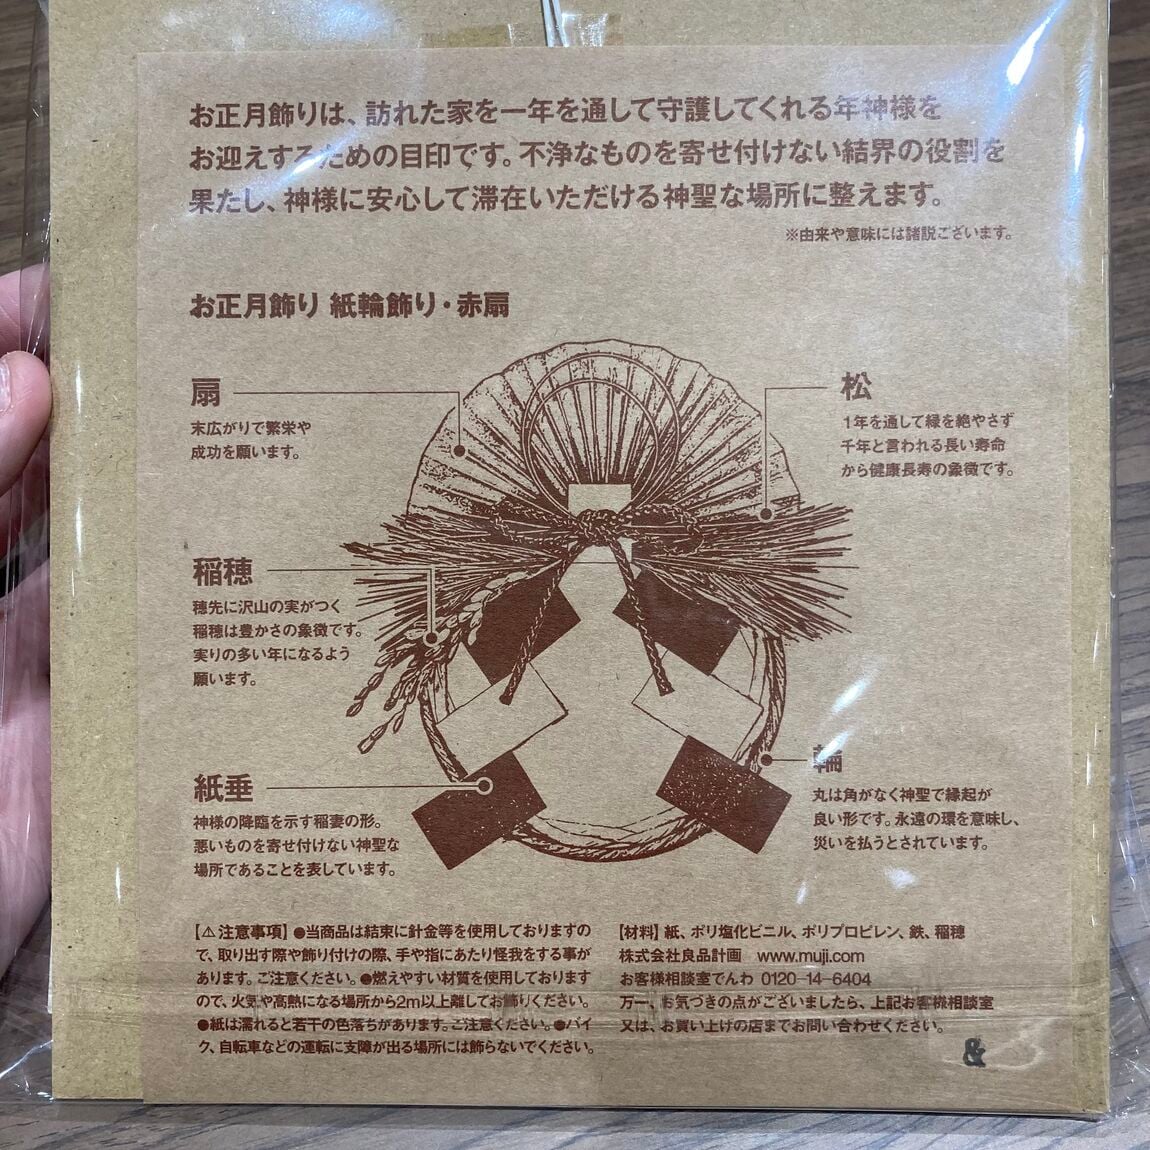 お正月飾りは、訪れた家を一年を通して守護してくれる年神様を
お迎えするための目印です。不浄なものを寄せ付けない結界の役割を
果たし、神様に安心して滞在いただける神聖な場所に整えます。
※由来や意味には諸説ございます。
お正月飾り 紙輪飾り・赤扇
扇
末広がりで繁栄や
成功を願います。
松
1年を通して緑を絶やさず
千年と言われる長い寿命
から健康長寿の象徴です。
稲穂
穂先に沢山の実がつく
稲穂は豊かさの象徴です。
実りの多い年になるよう
願います。
紙垂
神様の降臨を示す稲妻の形。
悪いものを寄せ付けない神聖な
場所であることを表しています。
輪
丸は角がなく神聖で縁起が
良い形です。永遠の環を意味し、
災いを払うとされています。
【⚠注意事項】●当商品は結束に針金等を使用しておりますの
で、取り出す際や飾り付けの際、手や指にあたり怪我をする事が
あります。ご注意ください。●燃えやすい材質を使用しております
ので、火気や高熱になる場所から2m以上離してお飾りください。
●紙は濡れると若干の色落ちがあります。ご注意ください。●バイ
ク、自転車などの運転に支障が出る場所には飾らないでください。
【材料】紙、ポリ塩化ビニル、ポリプロピレン、鉄、稲穂
株式会社良品計画 www.muji.com
お客様相談室でんわ 0120-14-6404
万一、お気づきの点がございましたら、上記お客様相談室
又は、お買い上げの店までお問い合わせください。
&